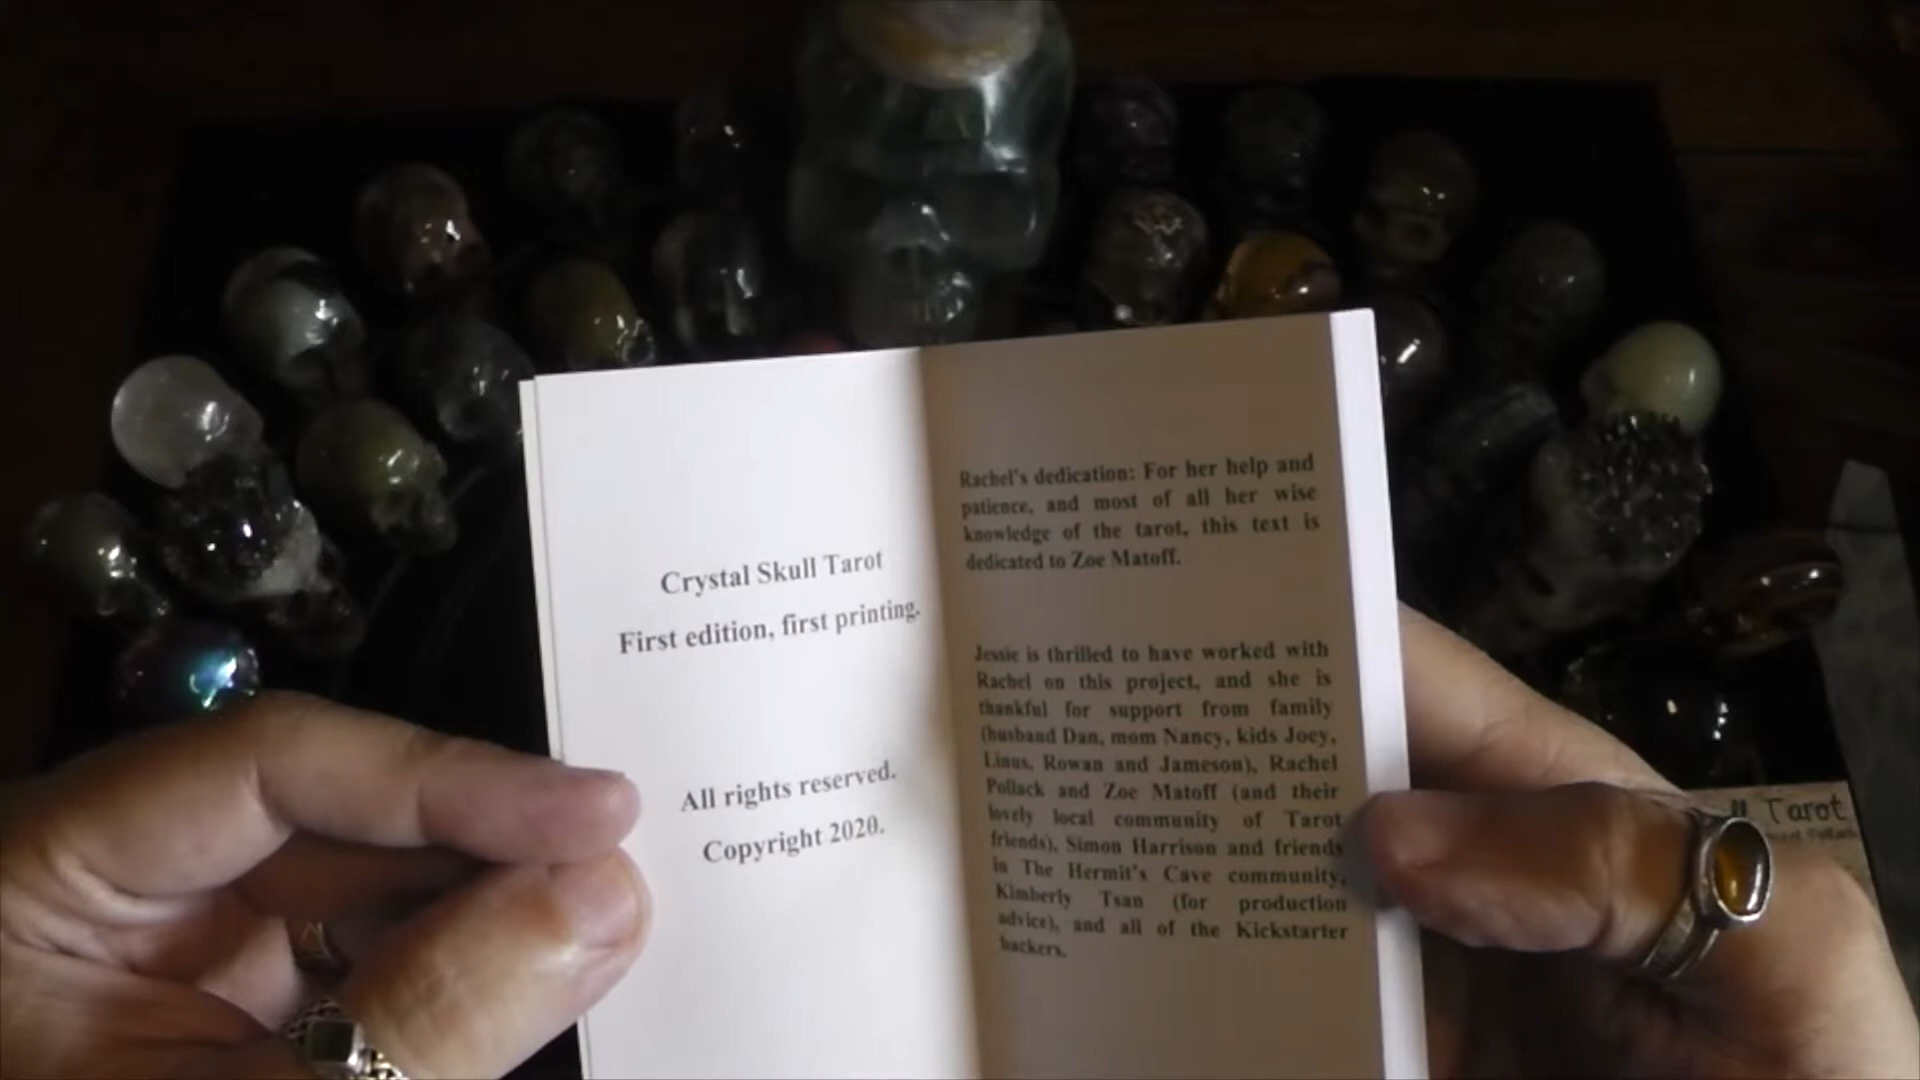 Crystal Skull Tarot
First edition, first printing.
All rights reserved.
Copyright 2020.
Rachel's dedication: For her help and
patience, and most of all her wise
knowledge of the tarot, this text is
dedicated to Zoe Matoff.
Jessie is thrilled to have worked with
Rachel on this project, and she is
thankful for support from family
(husband Dan, mom Nancy, kids Joey,
Linus, Rowan and Jameson), Rachel
Pollack and Zoe Matoff (and their
lovely local community of Tarot
friends), Simon Harrison and friends
in The Hermit's Cave community,
Kimberly Tsan (for production
advice), and all of the Kickstarter
backers.
Tarot